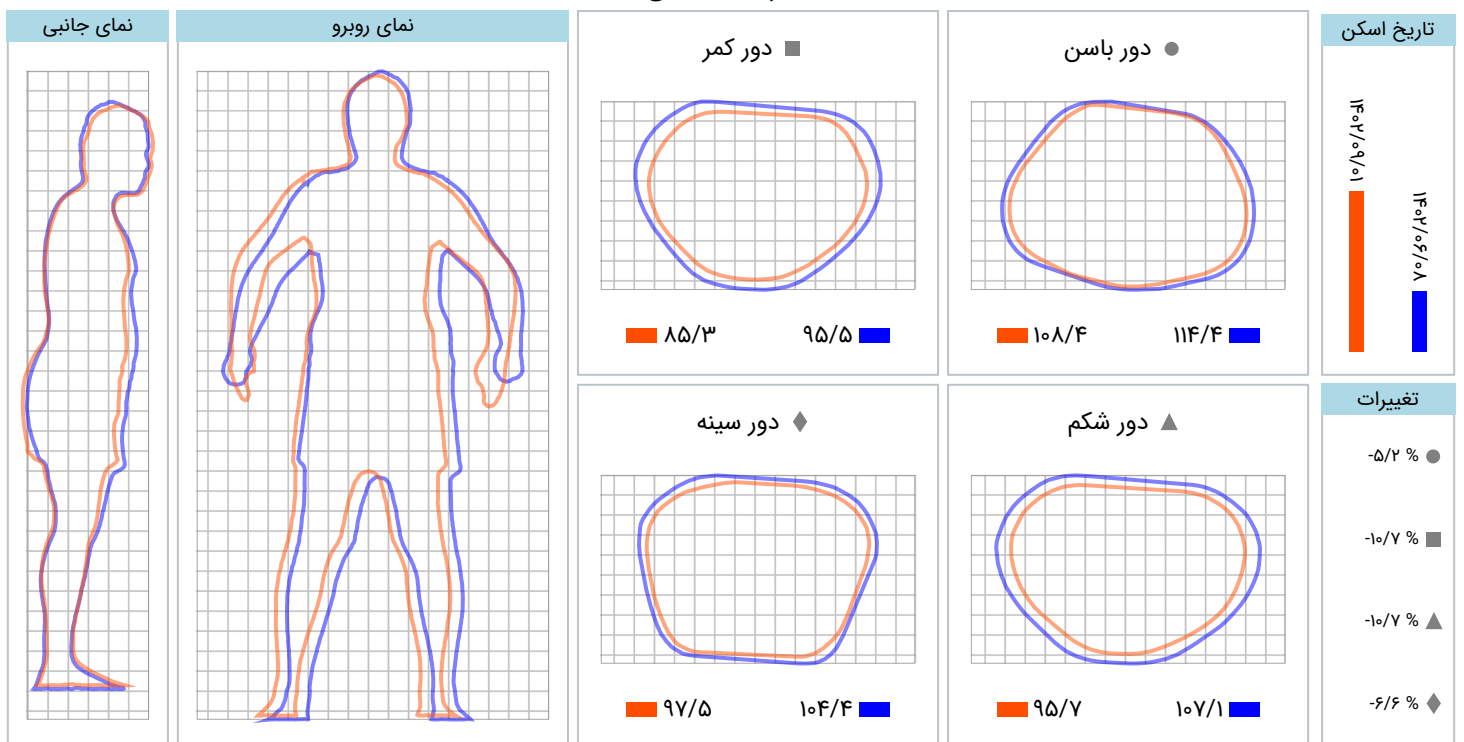 تاریخ اسکن
۱۴۰۲/۰۹/۰۱
۱۴۰۲/۰۶/۰۸
دور باسن
۱۱۴/۴
۱۰۸/۴
دور کمر
۹۵/۵
۸۵/۳
نمای روبرو
نمای جانبی
تغییرات
-۵/۲ %
-۱۰/۷ %
-۱۰/۷ %
-۶/۶ %
دور شکم
۱۰۷/۱
۹۵/۷
دور سینه
۱۰۴/۴
۹۷/۵